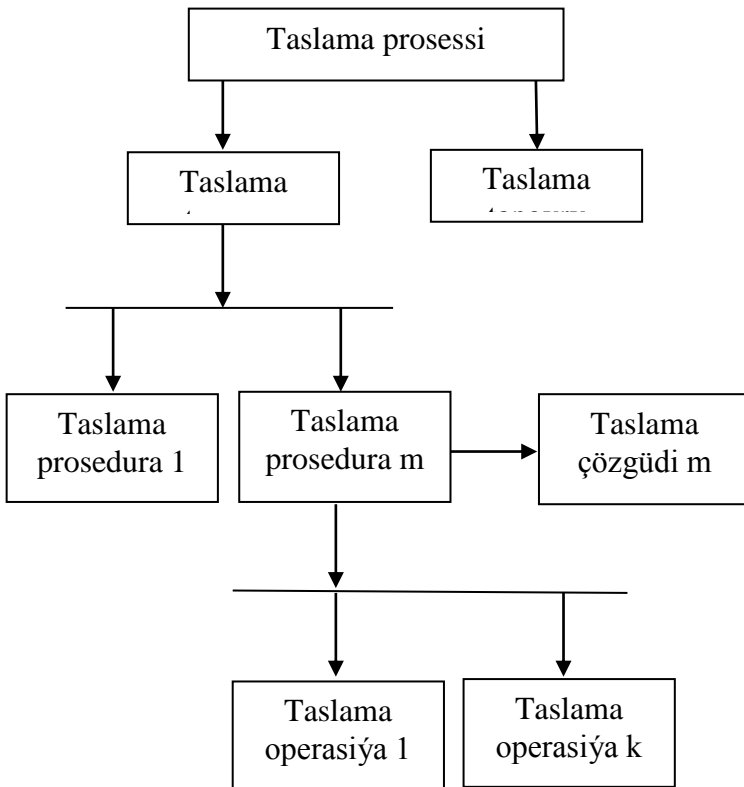 Taslama prosessi
Taslama
Taslama
Taslama
prosedura 1
Taslama
prosedura m
Taslama
çözgüdi m
Taslama
operasiýa 1
Taslama
operasiýa k